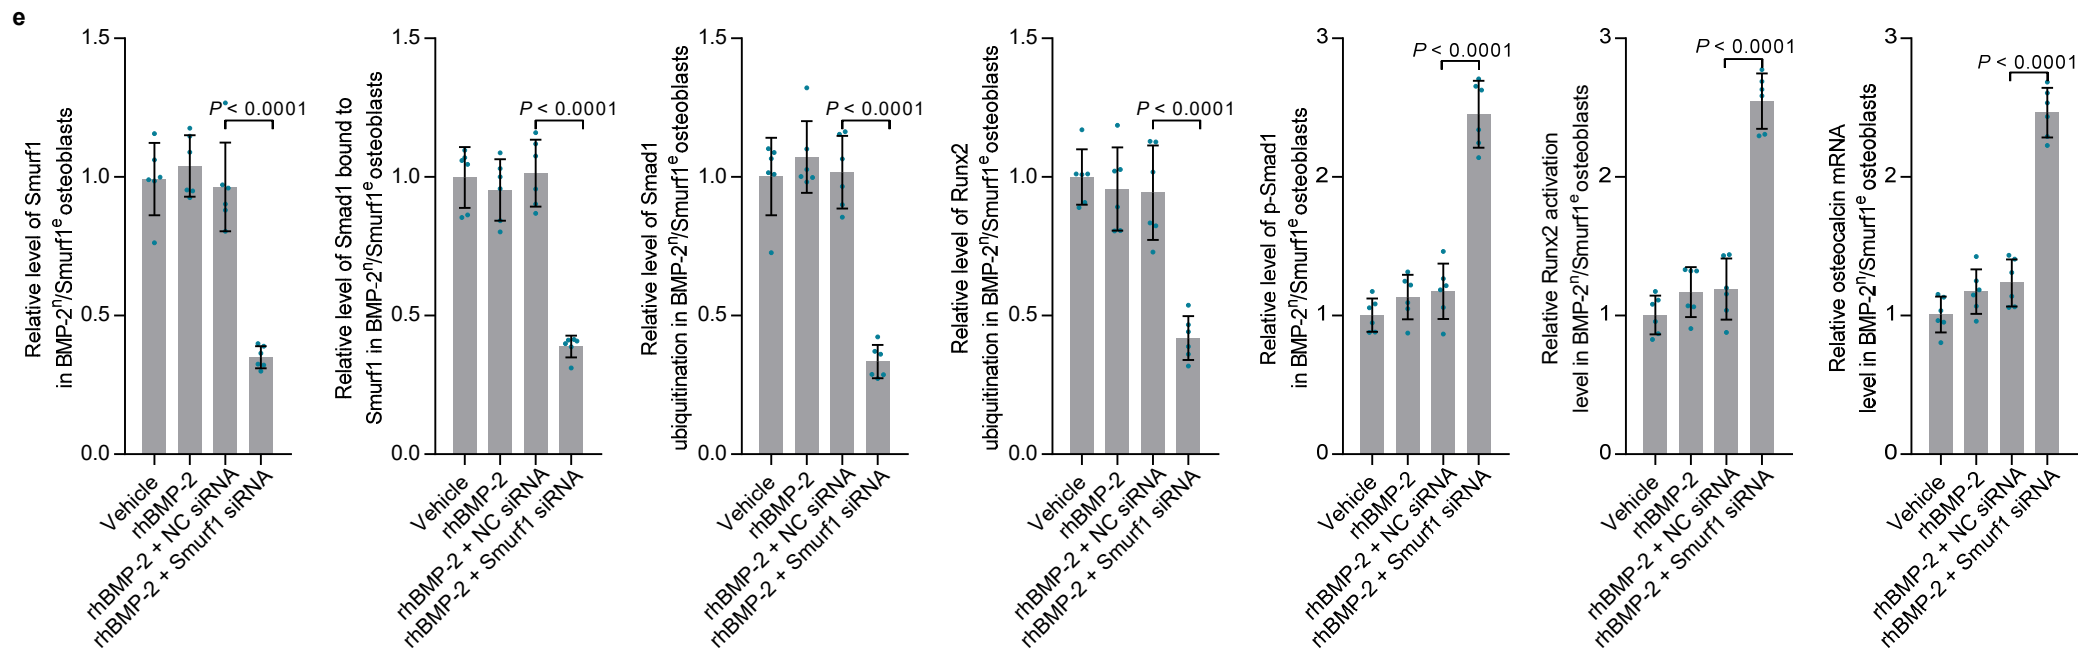 e
Relative level of Smurf1
in BMP-2ⁿ/Smurf1ᵉ osteoblasts
1.5
1.0
0.5
0.0
P < 0.0001
Vehicle
rhBMP-2
rhBMP-2 + NC siRNA
rhBMP-2 + Smurf1 siRNA
Relative level of Smad1 bound to
Smurf1 in BMP-2ⁿ/Smurf1ᵉ osteoblasts
1.5
1.0
0.5
0.0
P < 0.0001
Vehicle
rhBMP-2
rhBMP-2 + NC siRNA
rhBMP-2 + Smurf1 siRNA
Relative level of Smad1
ubiquitination in BMP-2ⁿ/Smurf1ᵉ osteoblasts
1.5
1.0
0.5
0.0
P < 0.0001
Vehicle
rhBMP-2
rhBMP-2 + NC siRNA
rhBMP-2 + Smurf1 siRNA
Relative level of Runx2
ubiquitination in BMP-2ⁿ/Smurf1ᵉ osteoblasts
1.5
1.0
0.5
0.0
P < 0.0001
Vehicle
rhBMP-2
rhBMP-2 + NC siRNA
rhBMP-2 + Smurf1 siRNA
Relative level of p-Smad1
in BMP-2ⁿ/Smurf1ᵉ osteoblasts
3
2
1
0
P < 0.0001
Vehicle
rhBMP-2
rhBMP-2 + NC siRNA
rhBMP-2 + Smurf1 siRNA
Relative Runx2 activation
level in BMP-2ⁿ/Smurf1ᵉ osteoblasts
3
2
1
0
P < 0.0001
Vehicle
rhBMP-2
rhBMP-2 + NC siRNA
rhBMP-2 + Smurf1 siRNA
Relative osteocalcin mRNA
level in BMP-2ⁿ/Smurf1ᵉ osteoblasts
3
2
1
0
P < 0.0001
Vehicle
rhBMP-2
rhBMP-2 + NC siRNA
rhBMP-2 + Smurf1 siRNA